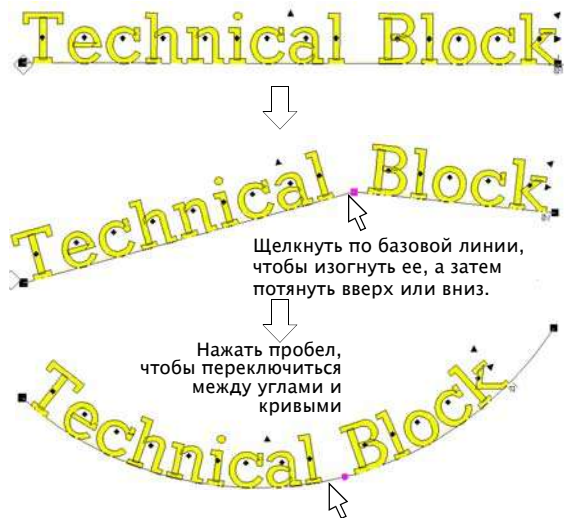 Technical Block
Technical Block
Щелкнуть по базовой линии,
чтобы изогнуть ее, а затем
потянуть вверх или вниз.
Нажать пробел,
чтобы переключиться
между углами и
кривыми
Technical Block